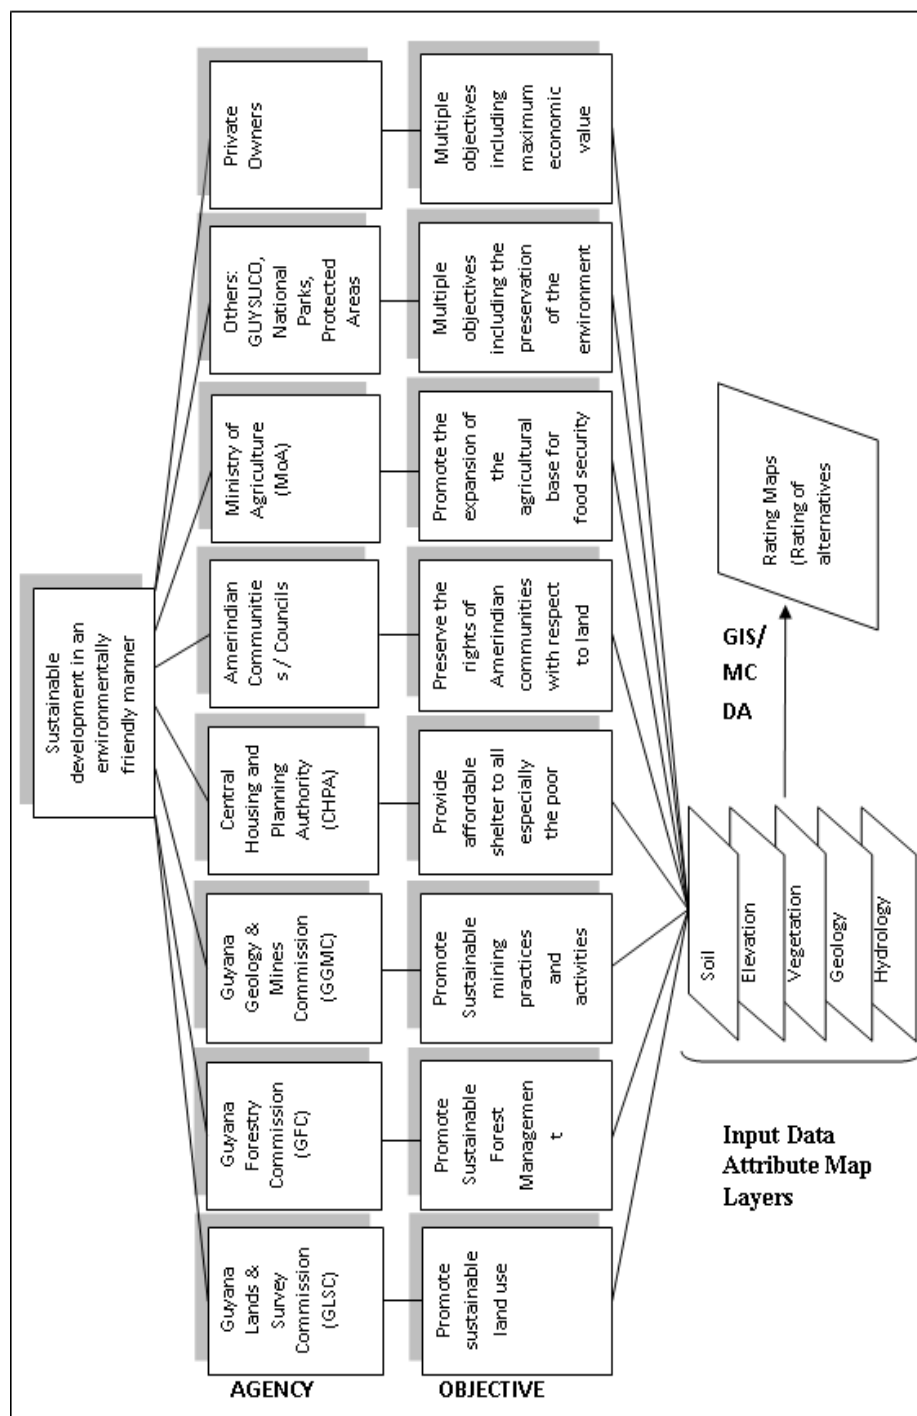 Sustainable
development in an
environmentally
friendly manner
AGENCY
Guyana
Lands &
Survey
Commission
(GLSC)
Guyana
Forestry
Commission
(GFC)
Guyana
Geology &
Mines
Commission
(GGMC)
Central
Housing and
Planning
Authority
(CHPA)
Amerindian
Communitie
s / Councils
Ministry of
Agriculture
(MoA)
Others:
GUYSUCO,
National
Parks,
Protected
Areas
Private
Owners
OBJECTIVE
Promote
sustainable
land use
Promote
Sustainable
Forest
Managemen
t
Promote
Sustainable
mining
practices
and
activities
Provide
affordable
shelter to all
especially
the poor
Preserve the
rights of
Amerindian
communities
with respect
to land
Promote the
expansion of
the
agricultural
base for
food security
Multiple
objectives
including the
preservation
of the
environment
Multiple
objectives
including
maximum
economic
value
Input Data
Attribute Map
Layers
Soil
Elevation
Vegetation
Geology
Hydrology
GIS/
MC
DA
Rating Maps
(Rating of
alternatives